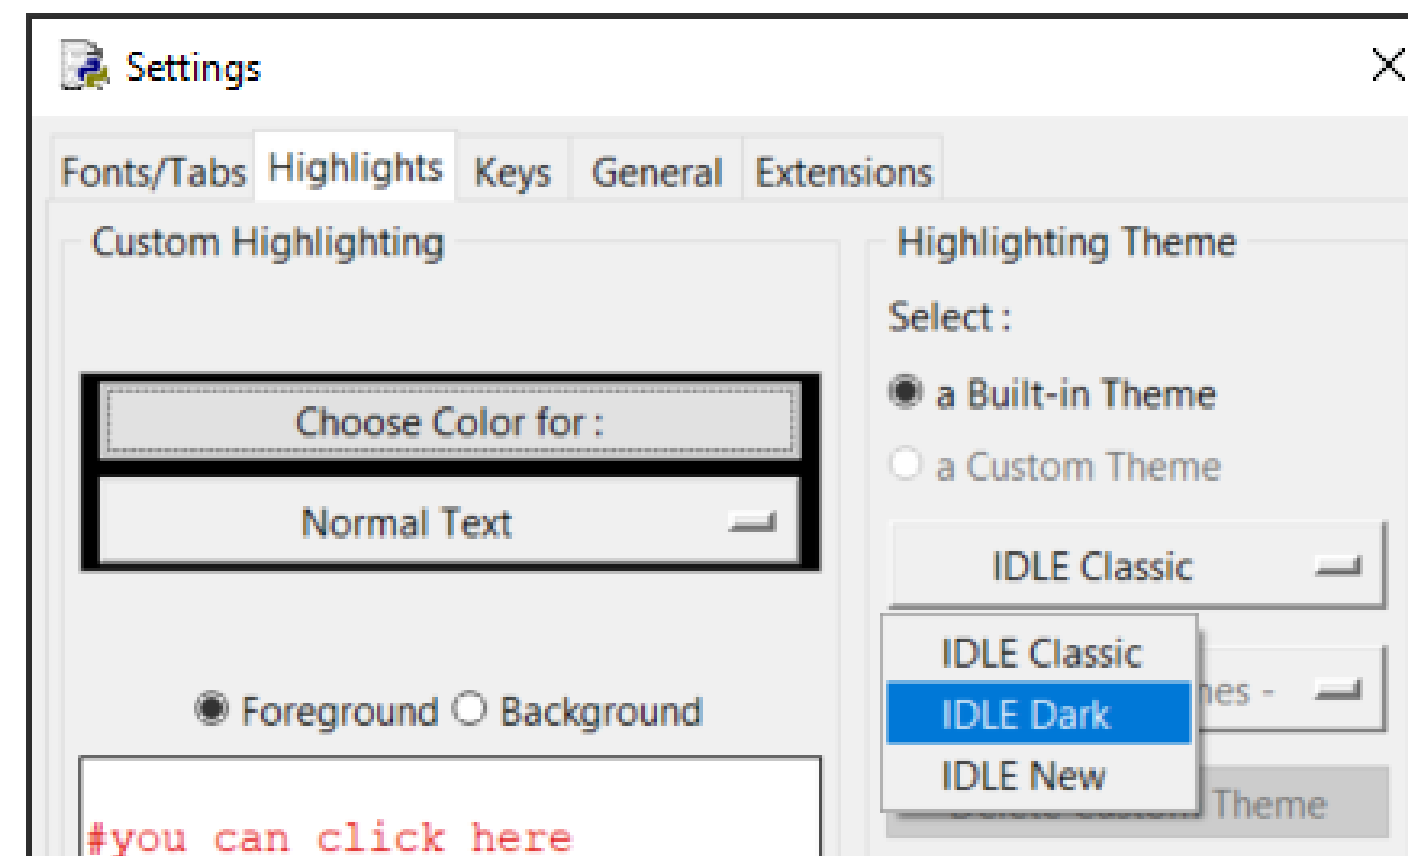 Settings
Fonts/Tabs Highlights Keys General Extensions
Custom Highlighting
Choose Color for :
Normal Text
Foreground Background
#you can click here
Highlighting Theme
Select :
a Built-in Theme
a Custom Theme
IDLE Classic
IDLE Classic
IDLE Dark
IDLE New
Theme